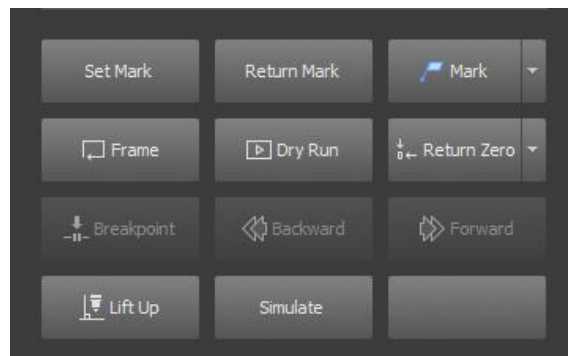 Set Mark Return Mark Mark
Frame Dry Run Return Zero
Breakpoint Backward Forward
Lift Up Simulate